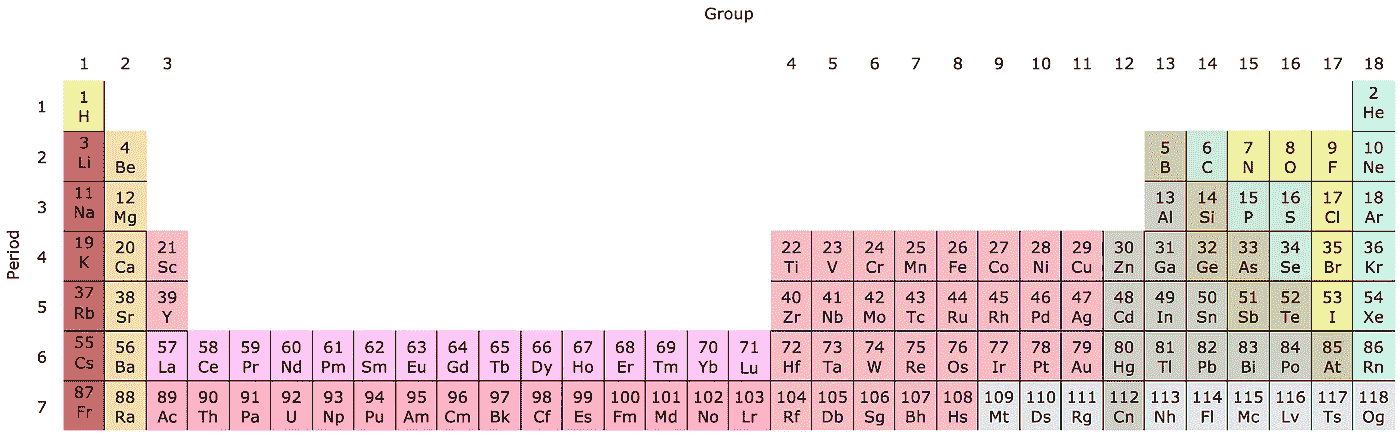 Group
1 2 3 4 5 6 7 8 9 10 11 12 13 14 15 16 17 18
1 2
1 H He
3 4 5 6 7 8 9 10
2 Li Be B C N O F Ne
11 12 13 14 15 16 17 18
3 Na Mg Al Si P S Cl Ar
Period
19 20 21 22 23 24 25 26 27 28 29 30 31 32 33 34 35 36
4 K Ca Sc Ti V Cr Mn Fe Co Ni Cu Zn Ga Ge As Se Br Kr
37 38 39 40 41 42 43 44 45 46 47 48 49 50 51 52 53 54
5 Rb Sr Y Zr Nb Mo Tc Ru Rh Pd Ag Cd In Sn Sb Te I Xe
55 56 57 58 59 60 61 62 63 64 65 66 67 68 69 70 71 72 73 74 75 76 77 78 79 80 81 82 83 84 85 86
6 Cs Ba La Ce Pr Nd Pm Sm Eu Gd Tb Dy Ho Er Tm Yb Lu Hf Ta W Re Os Ir Pt Au Hg Tl Pb Bi Po At Rn
87 88 89 90 91 92 93 94 95 96 97 98 99 100 101 102 103 104 105 106 107 108 109 110 111 112 113 114 115 116 117 118
7 Fr Ra Ac Th Pa U Np Pu Am Cm Bk Cf Es Fm Md No Lr Rf Db Sg Bh Hs Mt Ds Rg Cn Nh Fl Mc Lv Ts Og